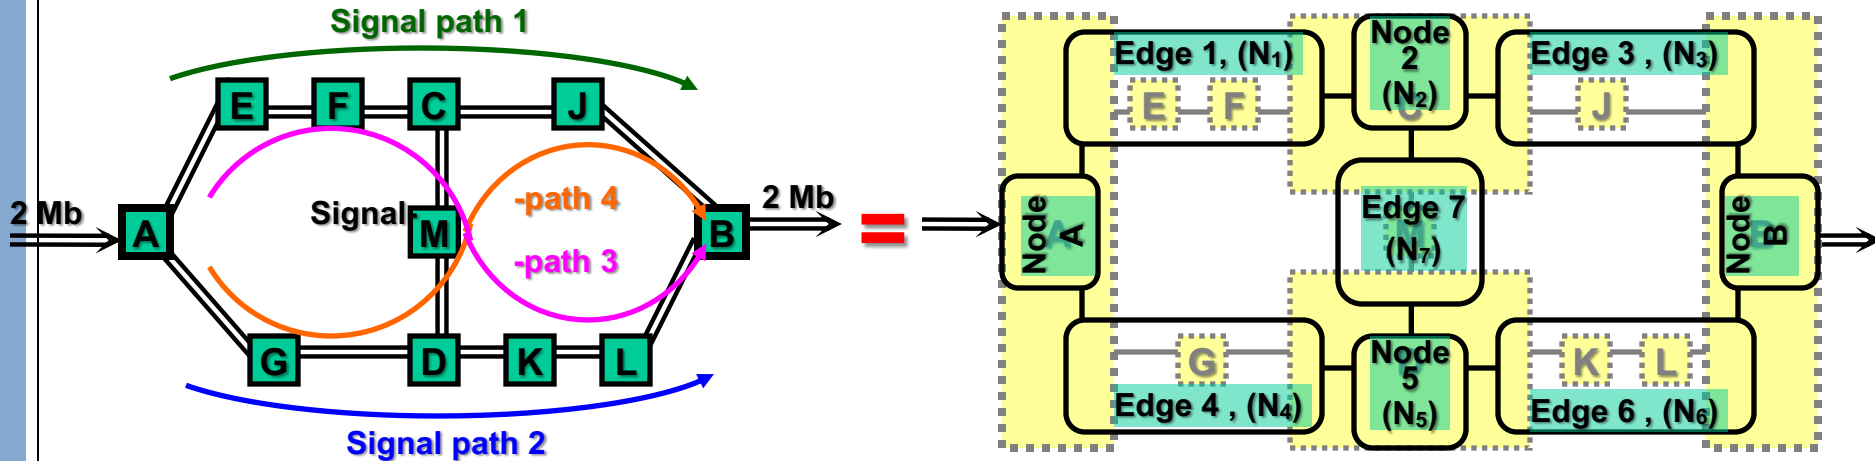 Signal path 1
E F C J
2 Mb
A
Signal-
M
-path 4
-path 3
B
2 Mb
G D K L
Signal path 2
=
Edge 1, (N1)
E F
Node
2
(N2)
C
Edge 3 , (N3)
J
Node
A
A
Edge 7
(N7)
M
Node
B
B
G
Edge 4 , (N4)
Node
5
(N5)
K L
Edge 6 , (N6)